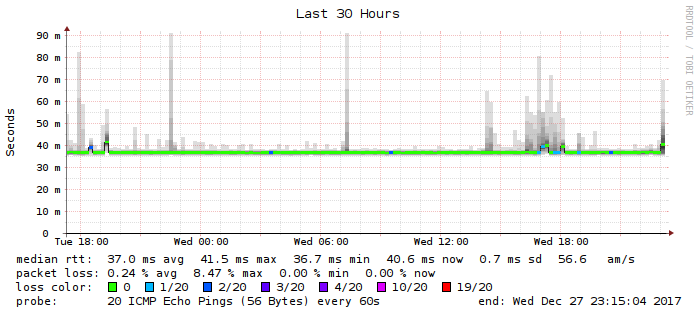 Last 30 Hours
RRDTOOL / TOBI OETIKER
Seconds
90 m
80 m
70 m
60 m
50 m
40 m
30 m
20 m
10 m
0
Tue 18:00 Wed 00:00 Wed 06:00 Wed 12:00 Wed 18:00
median rtt: 37.0 ms avg 41.5 ms max 36.7 ms min 40.6 ms now 0.7 ms sd 56.6 am/s
packet loss: 0.24 % avg 8.47 % max 0.00 % min 0.00 % now
loss color: 0 1/20 2/20 3/20 4/20 10/20 19/20
probe: 20 ICMP Echo Pings (56 Bytes) every 60s end: Wed Dec 27 23:15:04 2017